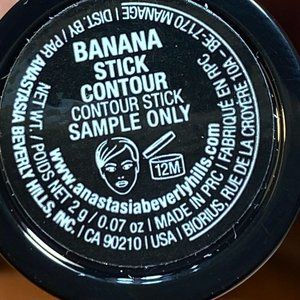 BANANA
STICK
CONTOUR
CONTOUR STICK
SAMPLE ONLY
12M
www.anastasiabeverlyhills.com
DIST. BY / PAR ANASTASIA BEVERLY HILLS, INC. | CA 90210 | USA | BIORIUS, RUE DE LA CROYÈRE 10A – BE-7170 MANAGE |
NET WT. / POIDS NET 2 g / 0.07 oz | MADE IN PRC | FABRIQUÉ EN RPC